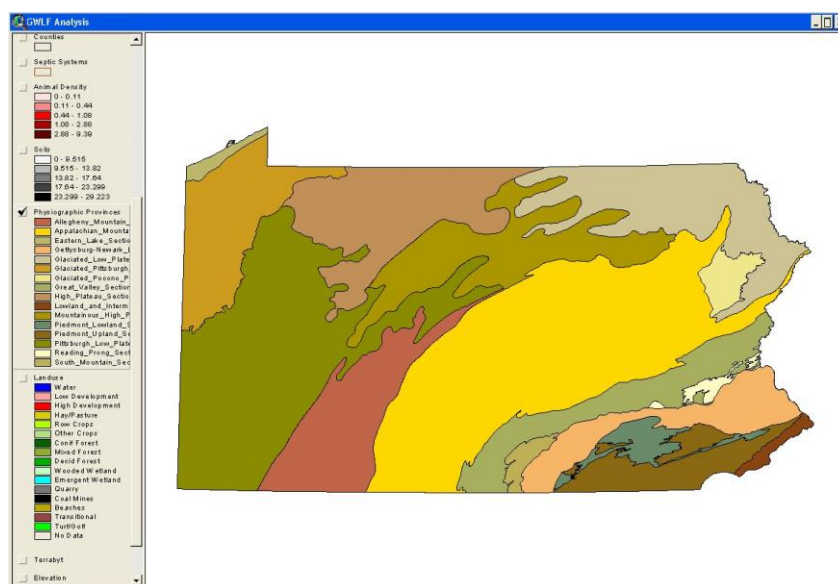 GWLF Analysis
Counties
Septic Systems
Animal Density
0 - 0.11
0.11 - 0.44
0.44 - 1.08
1.08 - 2.88
2.88 - 9.39
Soils
0 - 9.515
9.515 - 13.82
13.82 - 17.64
17.64 - 23.299
23.299 - 29.223
Physiographic Provinces
Allegheny_Mountain_
Appalachian_Mounta
Eastern_Lake_Sectio
Gettysburg-Newark_L
Glaciated_Low_Plate
Glaciated_Pittsburgh_
Glaciated_Pocono_P
Great_Valley_Section
High_Plateau_Sectio
Lowland_and_Interm
Mountainous_High_P
Piedmont_Lowland_S
Piedmont_Upland_Se
Pittsburgh_Low_Plat
Reading_Prong_Sect
South_Mountain_Sec
Landuse
Water
Low Development
High Development
Hay/Pasture
Row Crops
Other Crops
Conif Forest
Mixed Forest
Decid Forest
Wooded Wetland
Emergent Wetland
Quarry
Coal Mines
Beaches
Transitional
Turf/Golf
No Data
Terrabyt
Elevation